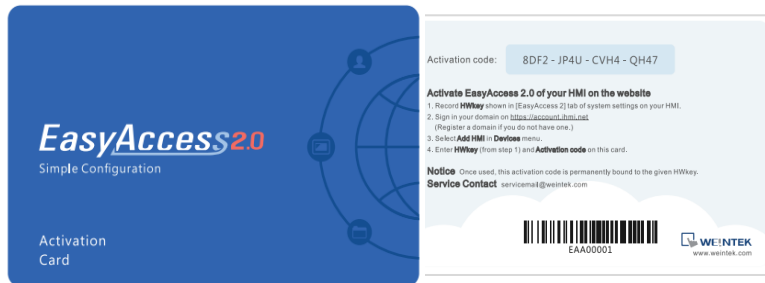 EasyAccess2.0
Simple Configuration
Activation
Card
Activation code: 8DF2 - JP4U - CVH4 - QH47
Activate EasyAccess 2.0 of your HMI on the website
1. Record HWkey shown in [EasyAccess 2] tab of system settings on your HMI.
2. Sign in your domain on https://account.ihmi.net
(Register a domain if you do not have one.)
3. Select Add HMI in Devices menu.
4. Enter HWkey (from step 1) and Activation code on this card.
Notice Once used, this activation code is permanently bound to the given HWkey.
Service Contact servicemail@weintek.com
EAA00001
WEINTEK
www.weintek.com